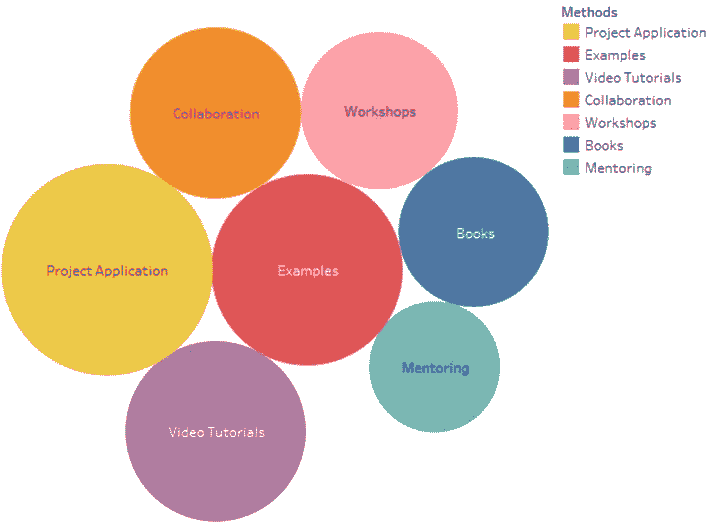 Methods
Project Application
Examples
Video Tutorials
Collaboration
Workshops
Books
Mentoring
Collaboration
Workshops
Books
Project Application
Examples
Mentoring
Video Tutorials